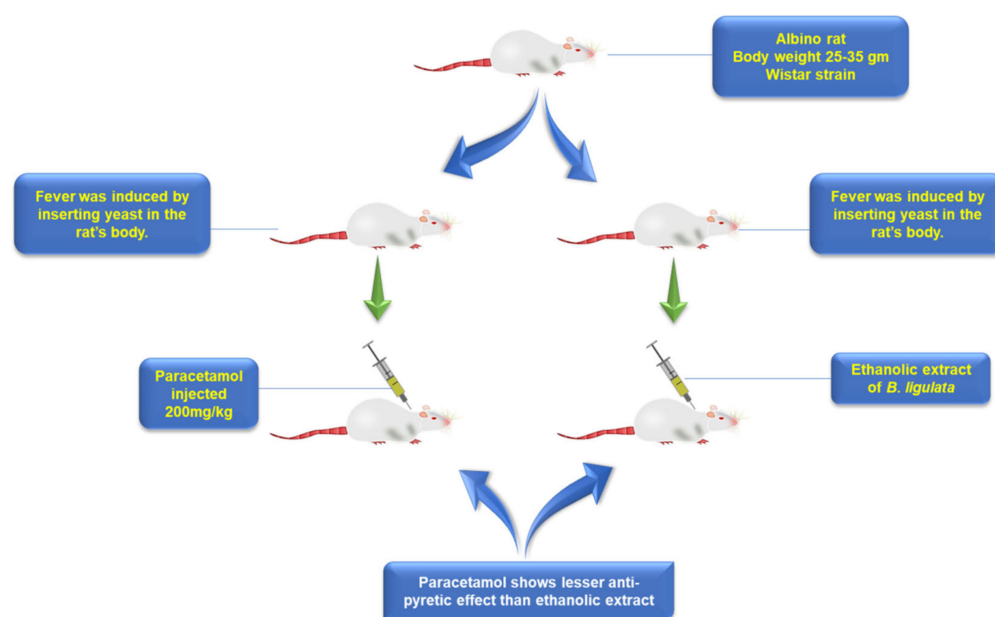 Albino rat
Body weight 25-35 gm
Wistar strain
Fever was induced by
inserting yeast in the
rat's body.
Fever was induced by
inserting yeast in the
rat's body.
Paracetamol
injected
200mg/kg
Ethanolic extract
of B. ligulata
Paracetamol shows lesser anti-
pyretic effect than ethanolic extract